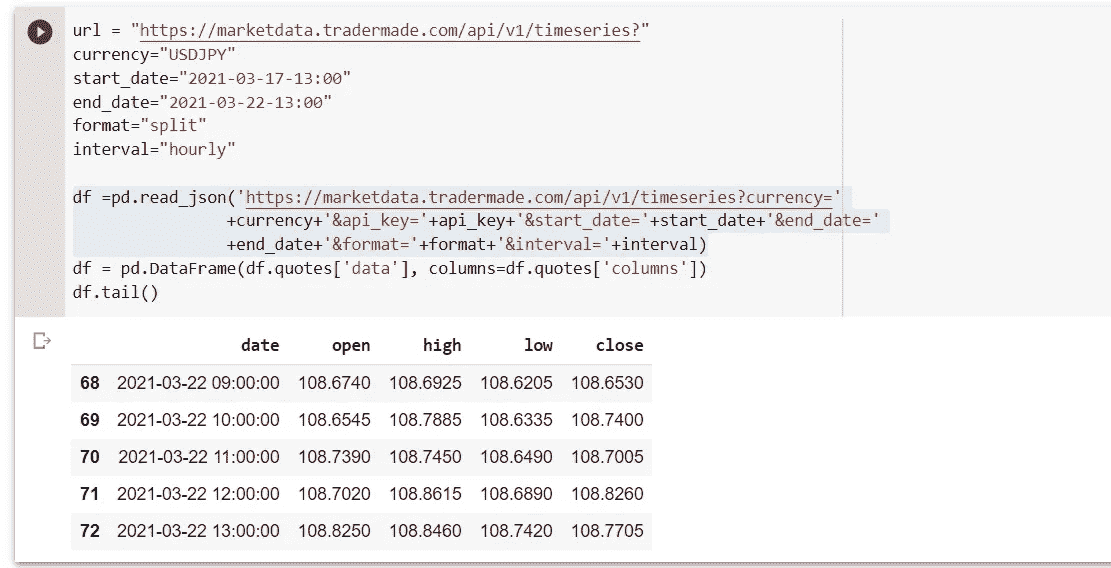 url = "https://marketdata.tradermade.com/api/v1/timeseries?"
currency="USDJPY"
start_date="2021-03-17-13:00"
end_date="2021-03-22-13:00"
format="split"
interval="hourly"
df =pd.read_json('https://marketdata.tradermade.com/api/v1/timeseries?currency='
+currency+'&api_key='+api_key+'&start_date='+start_date+'&end_date='
+end_date+'&format='+format+'&interval='+interval)
df = pd.DataFrame(df.quotes['data'], columns=df.quotes['columns'])
df.tail()
date open high low close
68 2021-03-22 09:00:00 108.6740 108.6925 108.6205 108.6530
69 2021-03-22 10:00:00 108.6545 108.7885 108.6335 108.7400
70 2021-03-22 11:00:00 108.7390 108.7450 108.6490 108.7005
71 2021-03-22 12:00:00 108.7020 108.8615 108.6890 108.8260
72 2021-03-22 13:00:00 108.8250 108.8460 108.7420 108.7705